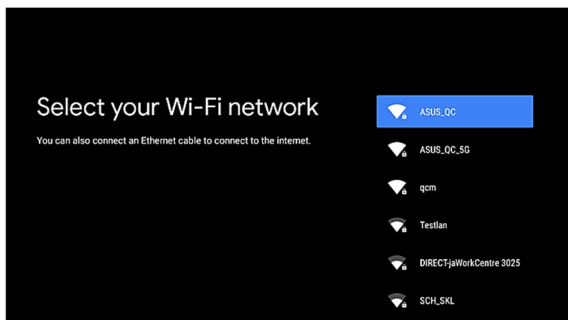 Select your Wi-Fi network
You can also connect an Ethernet cable to connect to the internet.
ASUS_QC
ASUS_QC_5G
qcm
Testlan
DIRECT-jaWorkCentre 3025
SCH_SKL